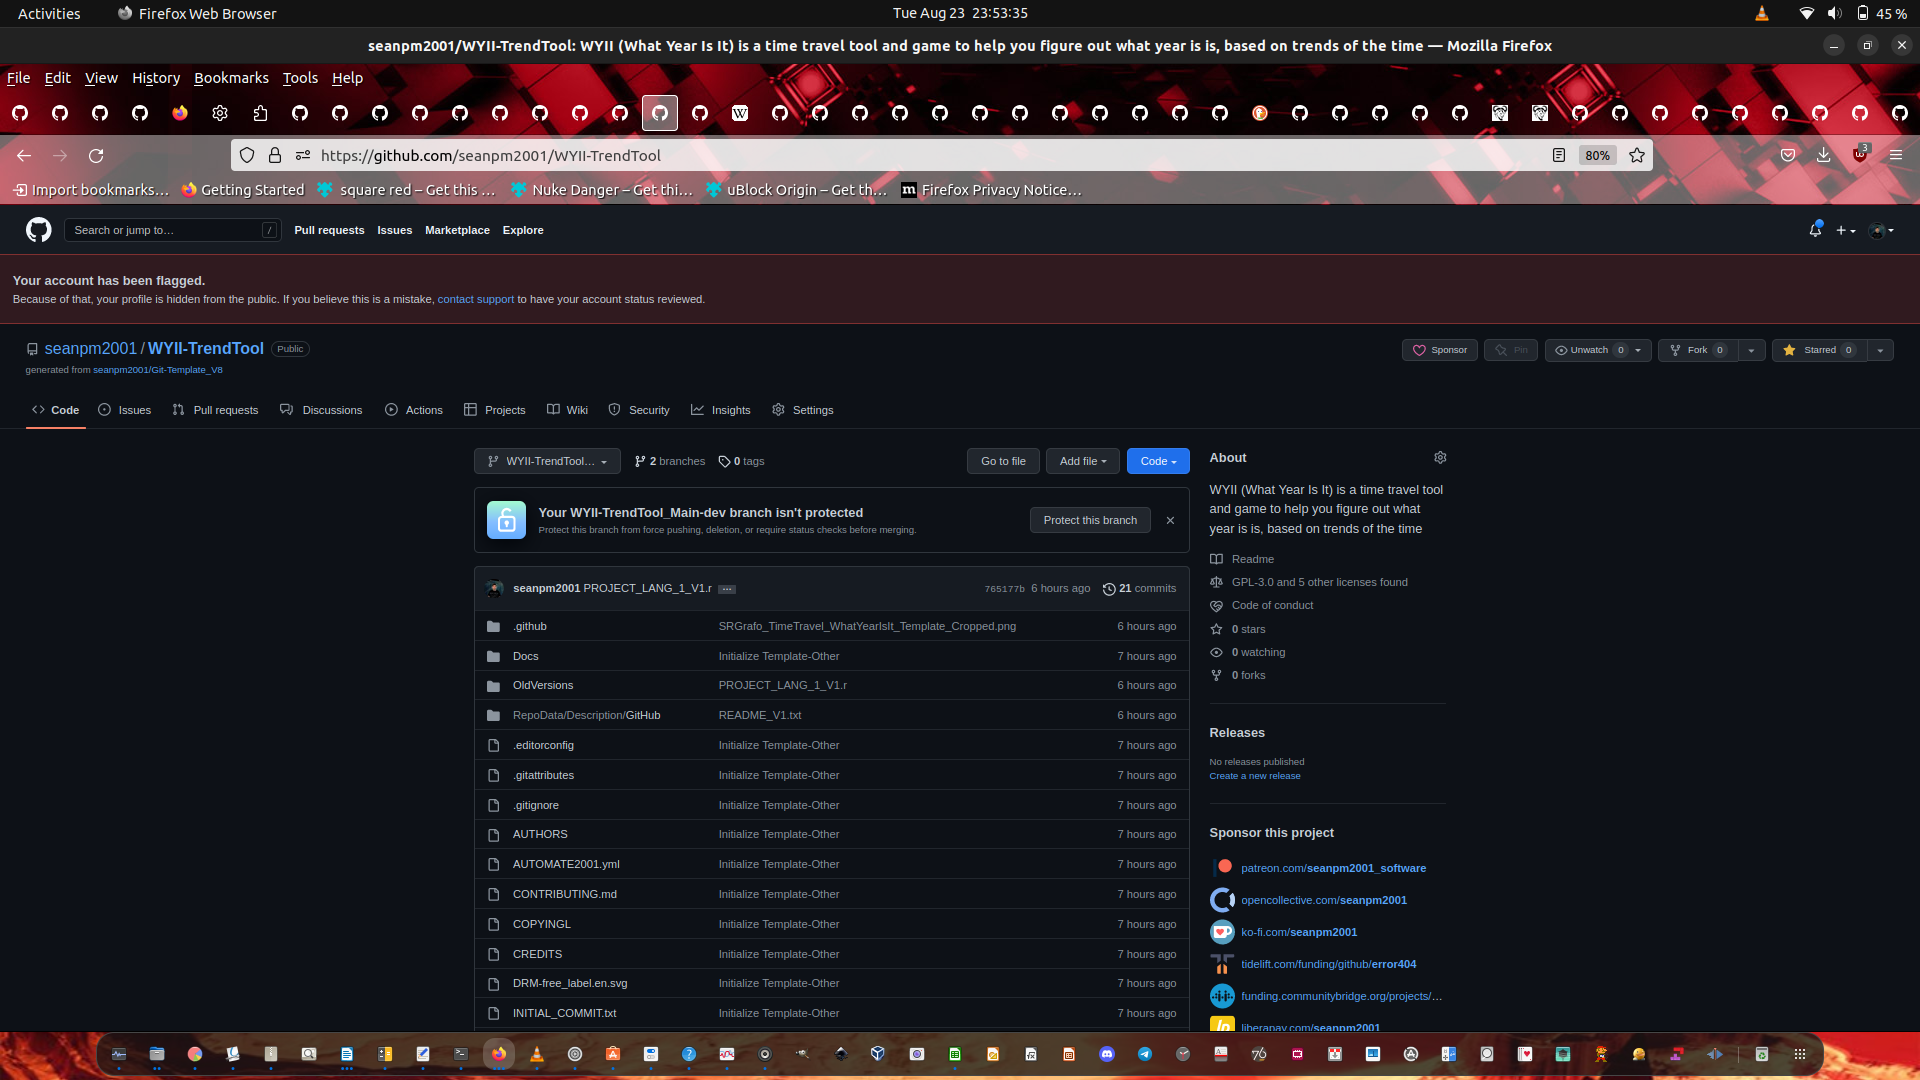 Activities
Firefox Web Browser
Tue Aug 23 23:53:35
45 %
seanpm2001/WYII-TrendTool: WYII (What Year Is It) is a time travel tool and game to help you figure out what year is is, based on trends of the time — Mozilla Firefox
File Edit View History Bookmarks Tools Help
https://github.com/seanpm2001/WYII-TrendTool
80%
3
Import bookmarks…
Getting Started
square red – Get this …
Nuke Danger – Get thi…
uBlock Origin – Get th…
Firefox Privacy Notice…
Search or jump to…
/
Pull requests
Issues
Marketplace
Explore
Your account has been flagged.
Because of that, your profile is hidden from the public. If you believe this is a mistake, contact support to have your account status reviewed.
seanpm2001 / WYII-TrendTool
Public
generated from seanpm2001/Git-Template_V8
Sponsor
Pin
Unwatch 0
Fork 0
Starred 0
Code
Issues
Pull requests
Discussions
Actions
Projects
Wiki
Security
Insights
Settings
WYII-TrendTool…
2 branches
0 tags
Go to file
Add file
Code
Your WYII-TrendTool_Main-dev branch isn't protected
Protect this branch from force pushing, deletion, or require status checks before merging.
Protect this branch
seanpm2001 PROJECT_LANG_1_V1.r …
765177b 6 hours ago
21 commits
.github SRGrafo_TimeTravel_WhatYearIsIt_Template_Cropped.png 6 hours ago
Docs Initialize Template-Other 7 hours ago
OldVersions PROJECT_LANG_1_V1.r 6 hours ago
RepoData/Description/GitHub README_V1.txt 6 hours ago
.editorconfig Initialize Template-Other 7 hours ago
.gitattributes Initialize Template-Other 7 hours ago
.gitignore Initialize Template-Other 7 hours ago
AUTHORS Initialize Template-Other 7 hours ago
AUTOMATE2001.yml Initialize Template-Other 7 hours ago
CONTRIBUTING.md Initialize Template-Other 7 hours ago
COPYINGL Initialize Template-Other 7 hours ago
CREDITS Initialize Template-Other 7 hours ago
DRM-free_label.en.svg Initialize Template-Other 7 hours ago
INITIAL_COMMIT.txt Initialize Template-Other 7 hours ago
About
WYII (What Year Is It) is a time travel tool
and game to help you figure out what
year is is, based on trends of the time
Readme
GPL-3.0 and 5 other licenses found
Code of conduct
0 stars
0 watching
0 forks
Releases
No releases published
Create a new release
Sponsor this project
patreon.com/seanpm2001_software
opencollective.com/seanpm2001
ko-fi.com/seanpm2001
tidelift.com/funding/github/error404
funding.communitybridge.org/projects/…
liberapay.com/seanpm2001